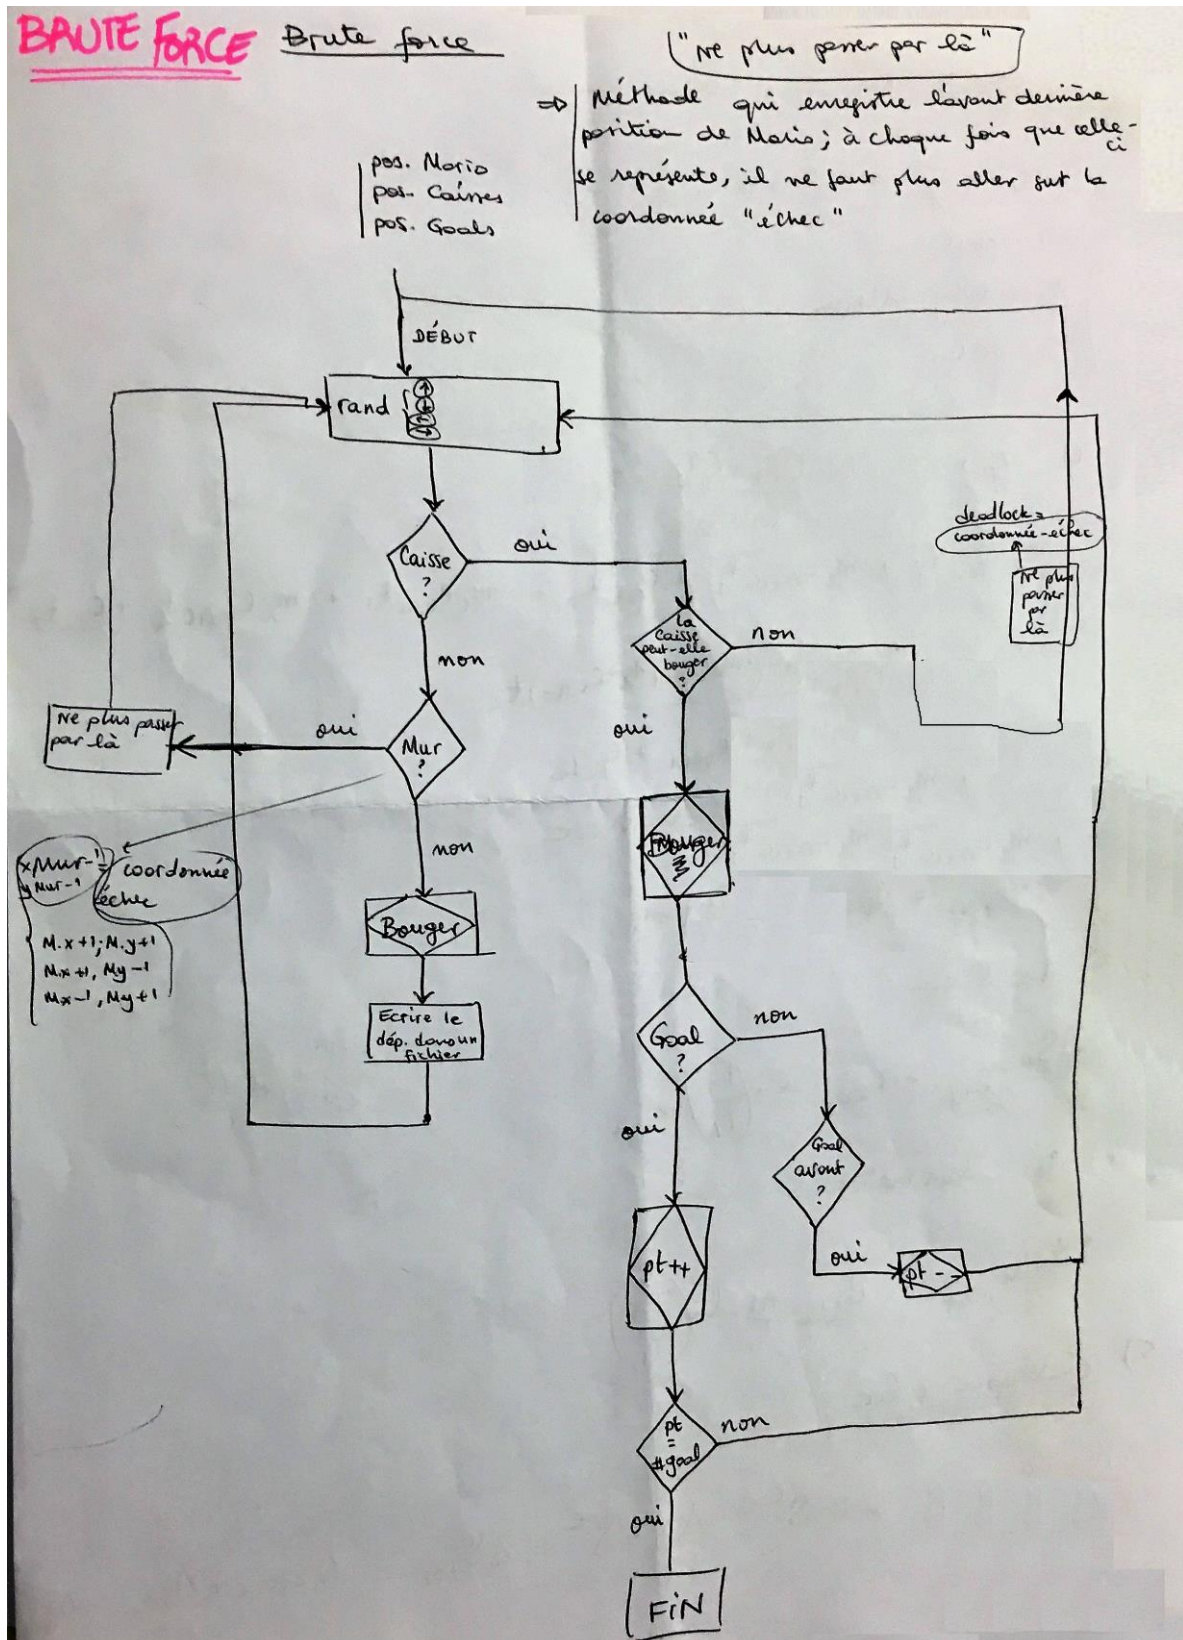 BRUTE FORCE Brute force
"Ne plus passer par là"
⇒ Méthode qui enregistre l'avant dernière
position de Mario; à chaque fois que celle-
ci
se représente, il ne faut plus aller sur la
coordonnée "échec"
pos. Mario
pos. Caisses
pos. Goals
DÉBUT
rand
Caisse
?
oui
non
la
Caisse
peut-elle
bouger
?
non
oui
deadlock =
coordonnée-échec
Ne plus
passer
par
là
Mur
?
oui
Ne plus passer
par là
non
xMur-1 = coordonnée
yMur-1
échec
M.x+1; M.y+1
M.x+1, My-1
Mx-1, My+1
Bouger
Ecrire le
dép. dans un
fichier
Bouger
Goal
?
non
oui
Goal
avant
?
oui
pt--
pt++
pt
=
#goal
non
oui
FiN